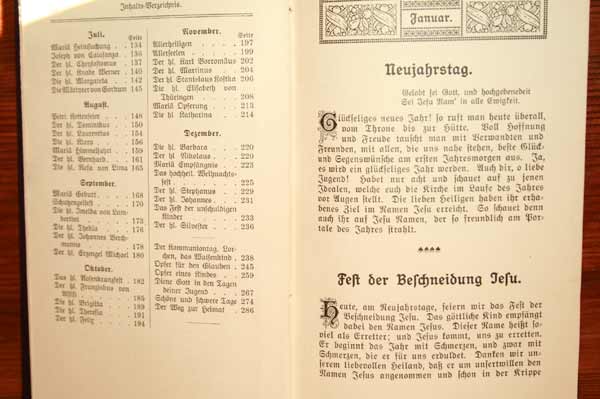 Inhalts-Verzeichnis.
Juli. Seite
Mariä Heimsuchung . . 134
Joseph von Calasanza . 136
Der hl. Chrysostomus . 137
Der hl. Knabe Werner . 140
Der hl. Margareta . . 142
Die Märtyrer von Gorkum 145
August.
Petri Kettenfeier . . . 148
Der hl. Dominikus . . 150
Der hl. Laurentius . . 154
Die hl. Klara . . . . 156
Mariä Himmelfahrt . . 159
Der hl. Bernhard . . . 161
Die hl. Rosa von Lima . 165
September.
Mariä Geburt . . . . 168
Schutzengelfest . . . 170
Die hl. Imelda von Lambertini . . . . . 173
Die hl. Thekla . . . 176
Der hl. Johannes Berchmans . . . . . 178
Der hl. Erzengel Michael 180
Oktober.
Das hl. Rosenkranzfest . 182
Der hl. Franziskus von
Assisi . . . . . . 185
Die hl. Brigitta . . . 189
Die hl. Theresia . . . 191
Der hl. Felix . . . . 194
November. Seite
Allerheiligen . . . . . 197
Allerseelen . . . . . 199
Der hl. Karl Borromäus 202
Der hl. Martinus . . . 204
Der hl. Stanislaus Kostka 206
Die hl. Elisabeth von
Thüringen . . . . . 208
Mariä Opferung . . . 213
Die hl. Katharina . . 214
Dezember.
Die hl. Barbara . . . 220
Der hl. Nikolaus . . . 220
Mariä Empfängnis . . 223
Das hochheil. Weihnachtsfest . . . . . . 225
Der hl. Stephanus . . 229
Der hl. Johannes . . . 231
Das Fest der unschuldigen
Kinder . . . . . . 233
Der hl. Silvester . . . 236
Der Kommuniontag. Lorchen, das Waisenkind . 238
Opfer für den Glauben . 245
Opfer eines Kindes . . 259
Diene Gott in den Tagen
deiner Jugend . . . 267
Schöne und schwere Tage 274
Der Weg zur Heimat . 286
Januar.
Neujahrstag.
Gelobt sei Gott, und hochgebenedeit
Sei Jesu Nam' in alle Ewigkeit.
Glückseliges neues Jahr! so ruft man heute überall,
vom Throne bis zur Hütte. Voll Hoffnung
und Freude tauscht man mit Verwandten und
Freunden, mit allen, die uns nahe stehen, beste Glück-
und Segenswünsche am ersten Jahresmorgen aus. Ja,
es wird ein glückseliges Jahr werden. Auch dir, o liebe
Jugend! Habet nur acht und schauet auf zu jenen
Idealen, welche euch die Kirche im Laufe des Jahres
vor Augen stellt. Die lieben Heiligen haben ihr erhabenes Ziel im Namen Jesu erreicht. So schauet denn
auch ihr auf Jesu Namen, der so freundlich am Portale des Jahres strahlt.
Fest der Beschneidung Jesu.
Heute, am Neujahrstage, feiern wir das Fest der
Beschneidung Jesu. Das göttliche Kind empfängt
dabei den Namen Jesus. Dieser Name heißt soviel als Erretter; und Jesus kommt, uns zu erretten.
Er beginnt das Jahr mit Schmerzen, und zwar mit
Schmerzen, die er für uns erduldet. Danken wir unserem liebevollen Heiland, daß er um unsertwillen den
Namen Jesus angenommen und schon in der Krippe